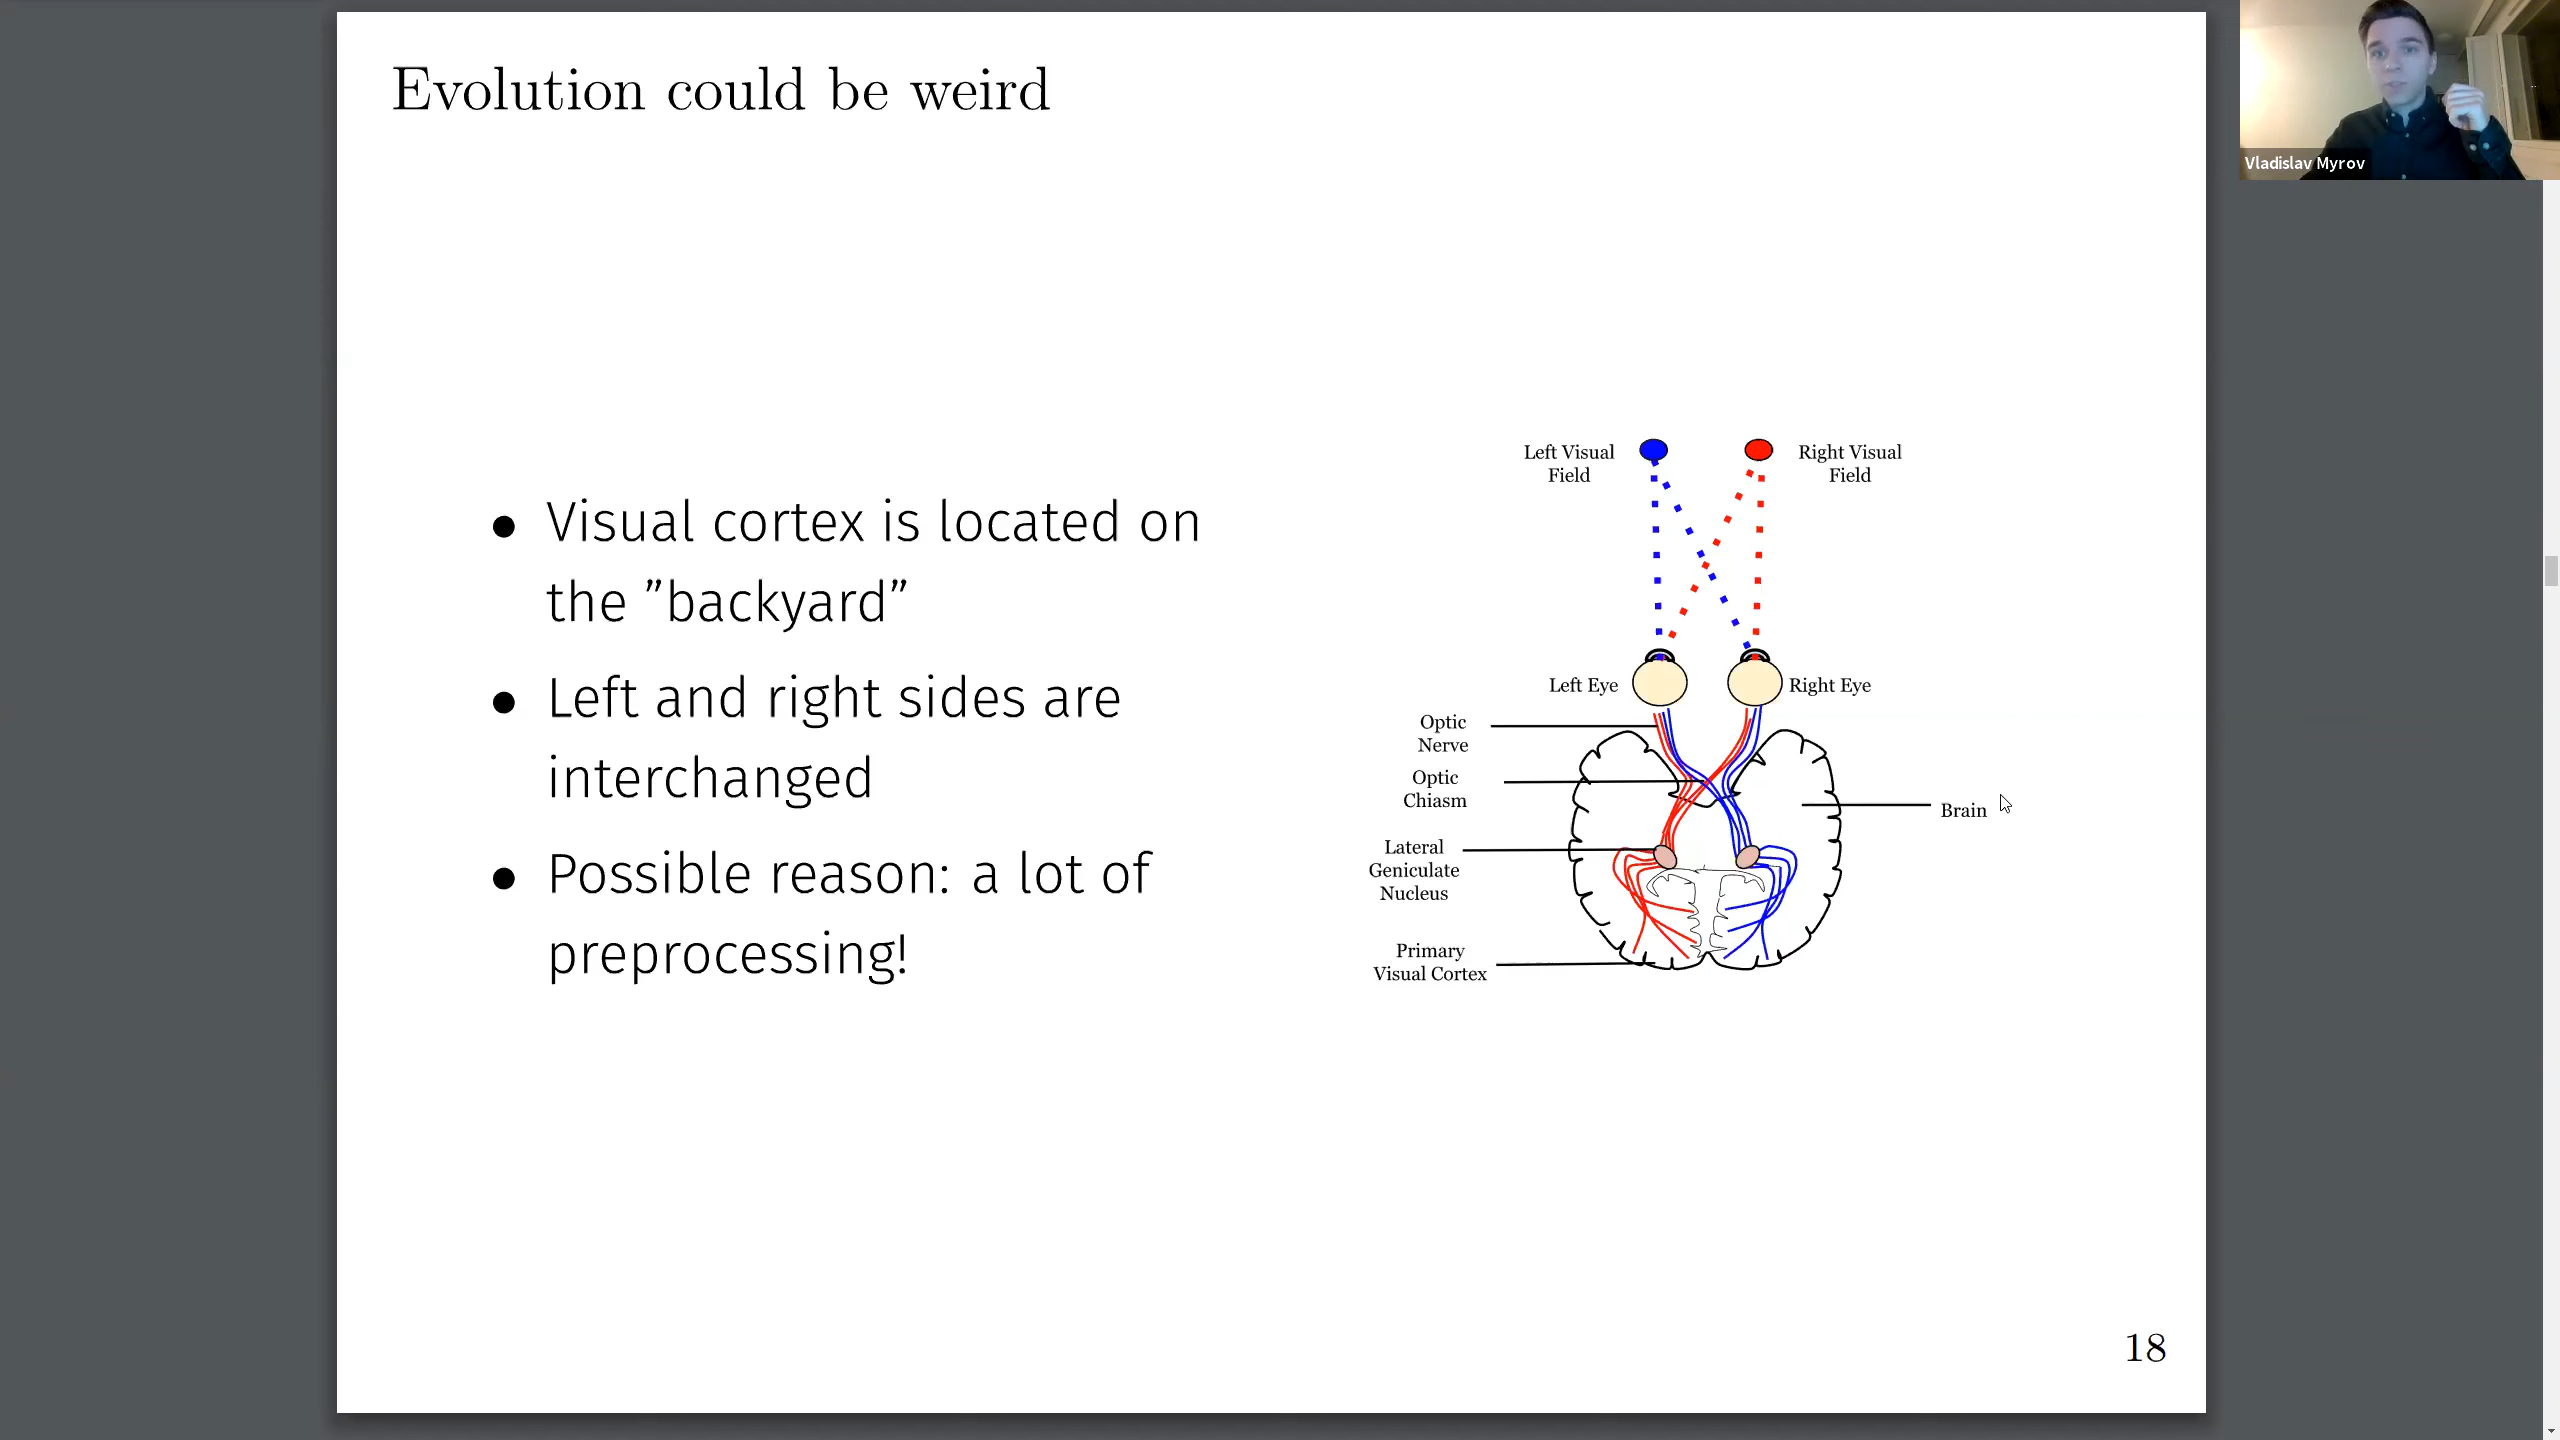 Evolution could be weird
Vladislav Myrov
• Visual cortex is located on
the ”backyard”
• Left and right sides are
interchanged
• Possible reason: a lot of
preprocessing!
Left Visual
Field
Right Visual
Field
Left Eye
Right Eye
Optic
Nerve
Optic
Chiasm
Brain
Lateral
Geniculate
Nucleus
Primary
Visual Cortex
18